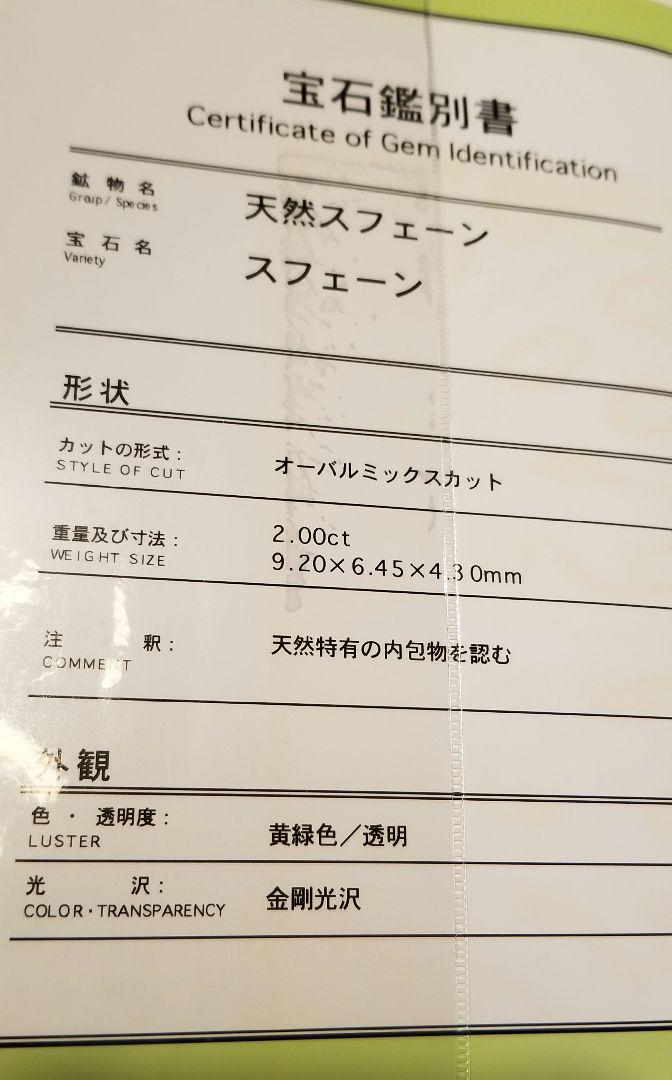 宝石鑑別書
Certificate of Gem Identification
鉱物名
Group / Species
天然スフェーン
宝石名
Variety
スフェーン
形状
カットの形式：
STYLE OF CUT
オーバルミックスカット
重量及び寸法：
WEIGHT SIZE
2.00ct
9.20×6.45×4.30mm
注釈：
COMMENT
天然特有の内包物を認む
外観
色・透明度：
LUSTER
黄緑色／透明
光沢：
COLOR・TRANSPARENCY
金剛光沢